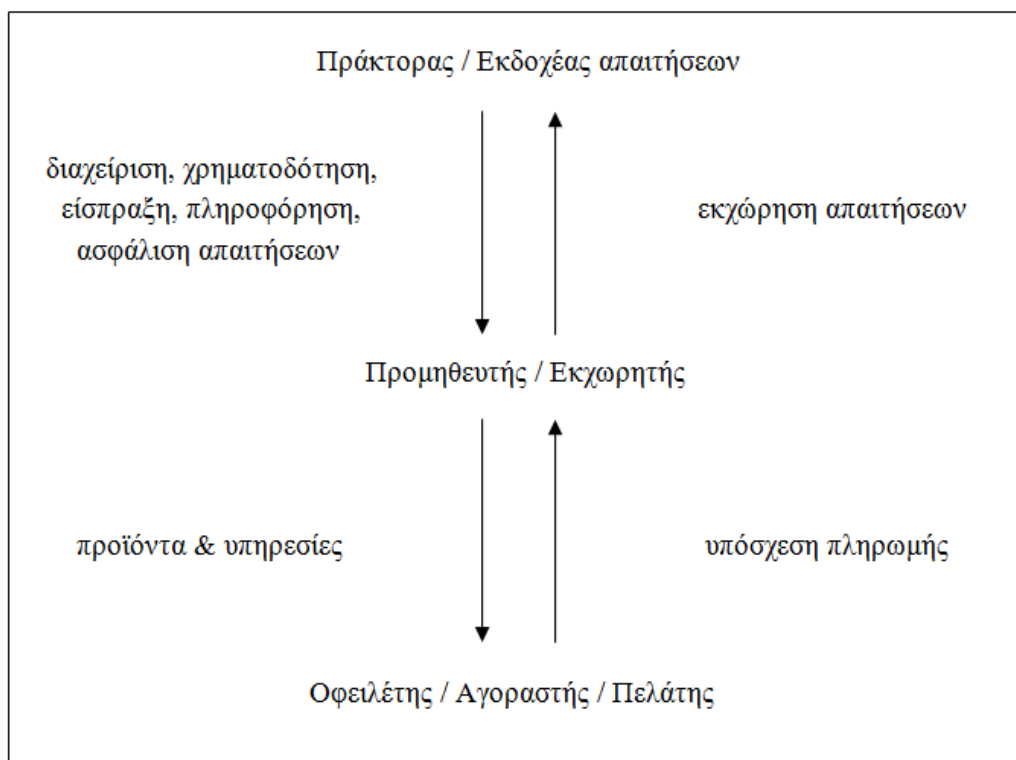 Πράκτορας / Εκδοχέας απαιτήσεων
διαχείριση, χρηματοδότηση,
είσπραξη, πληροφόρηση,
ασφάλιση απαιτήσεων
εκχώρηση απαιτήσεων
Προμηθευτής / Εκχωρητής
προϊόντα & υπηρεσίες
υπόσχεση πληρωμής
Οφειλέτης / Αγοραστής / Πελάτης